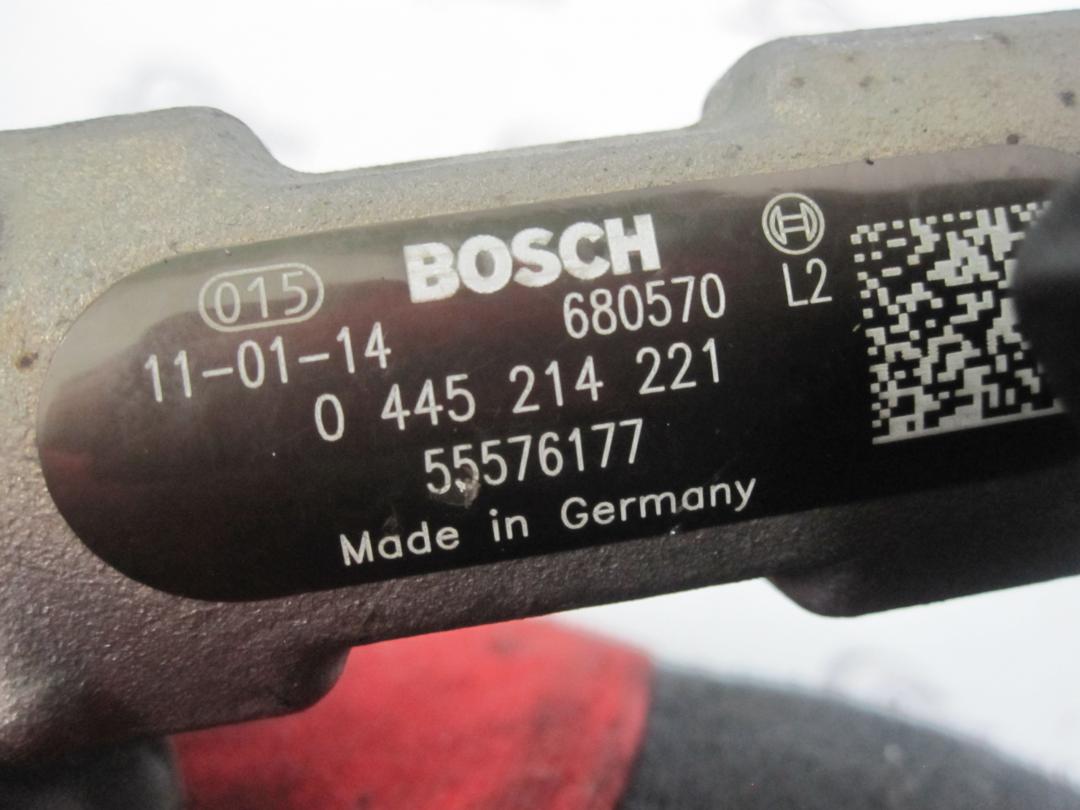 BOSCH
015
680570 L2
11-01-14
0 445 214 221
55576177
Made in Germany